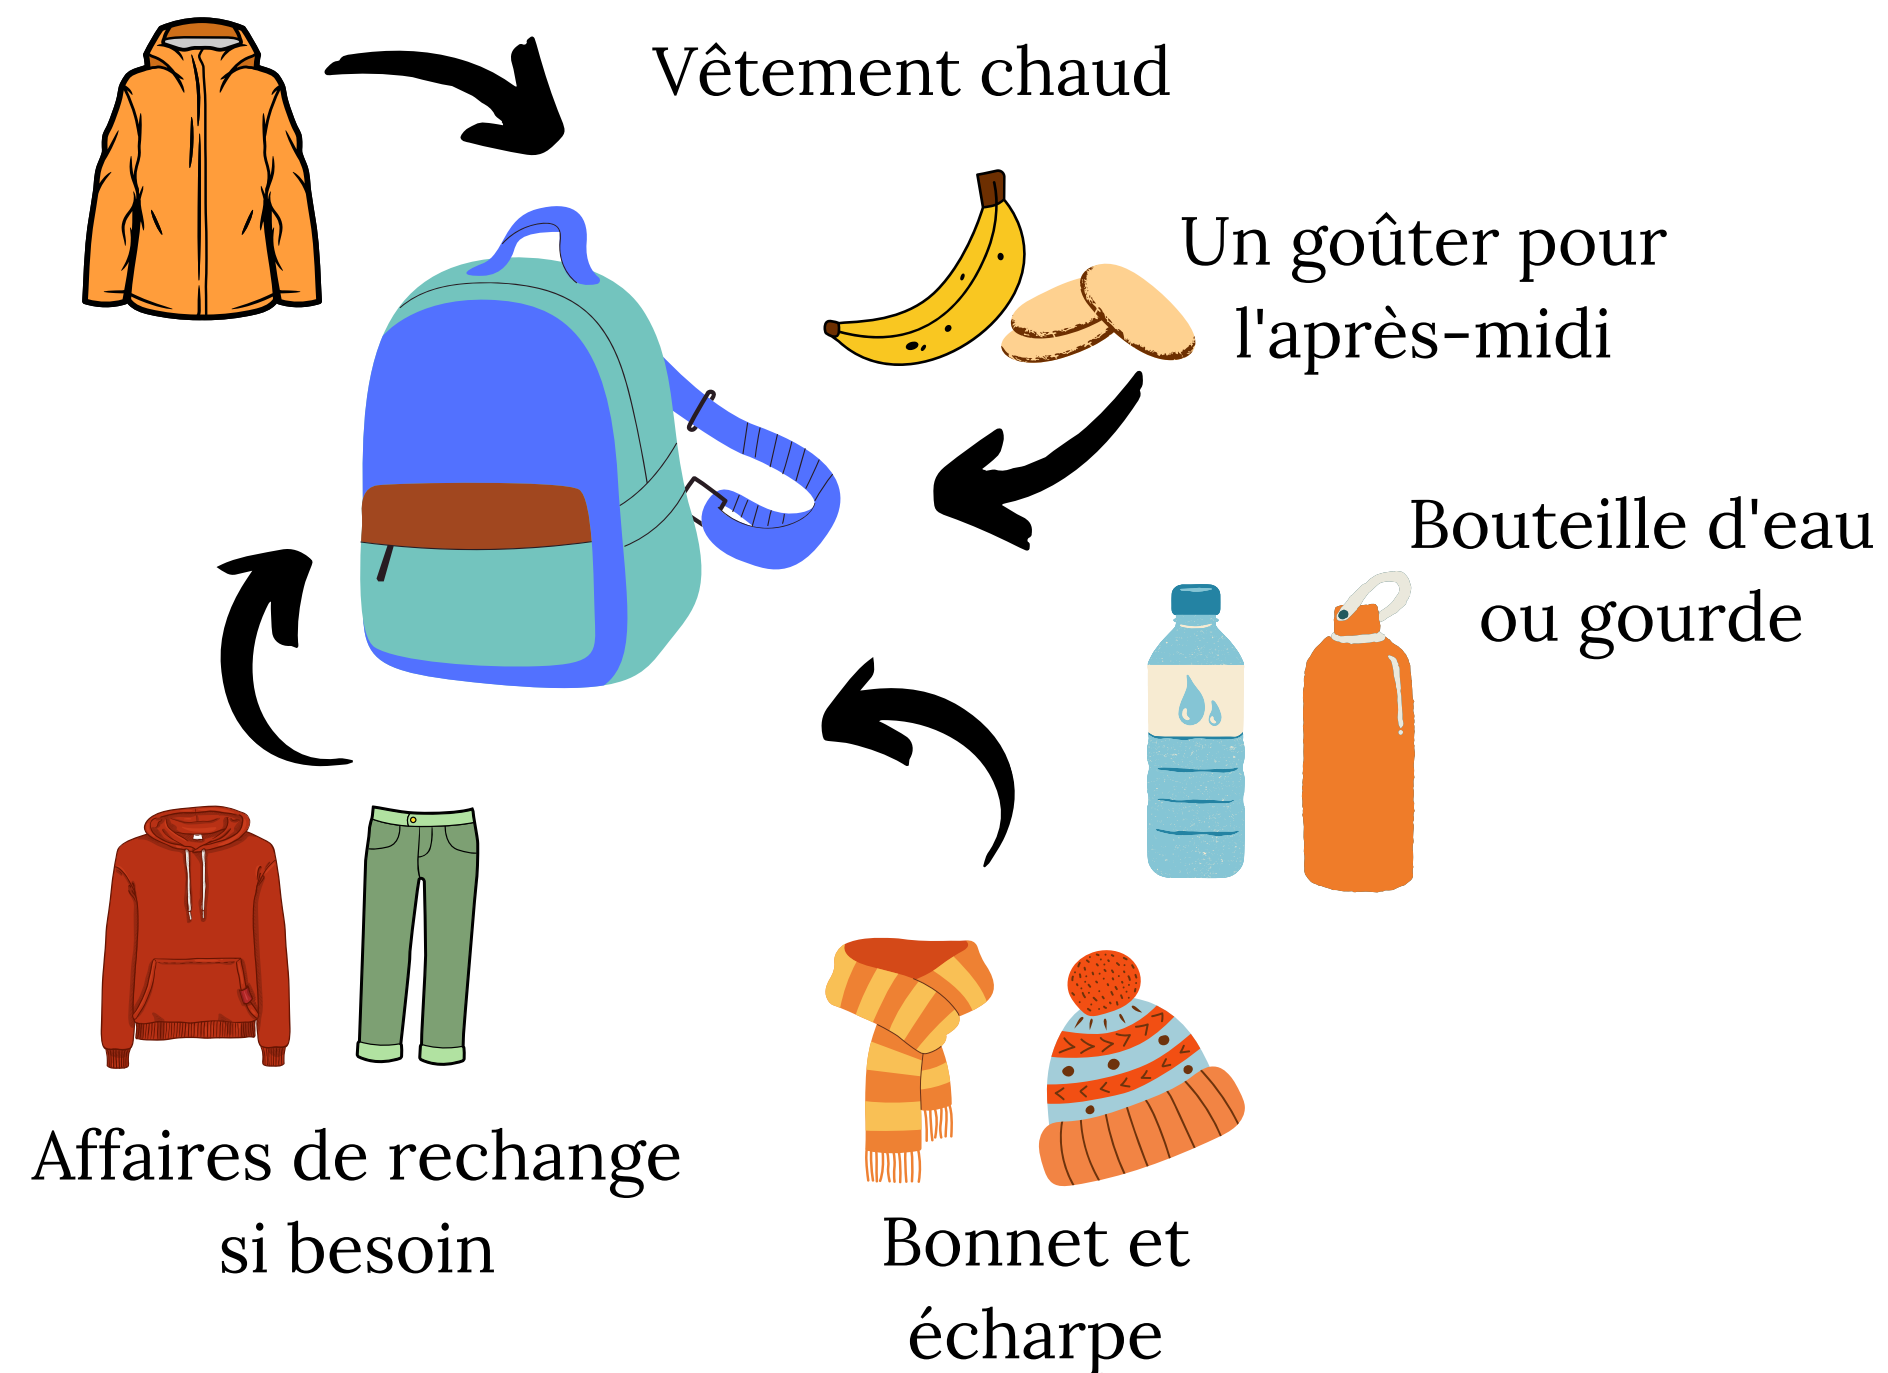 Vêtement chaud
Un goûter pour
l'après-midi
Bouteille d'eau
ou gourde
Affaires de rechange
si besoin
Bonnet et
écharpe